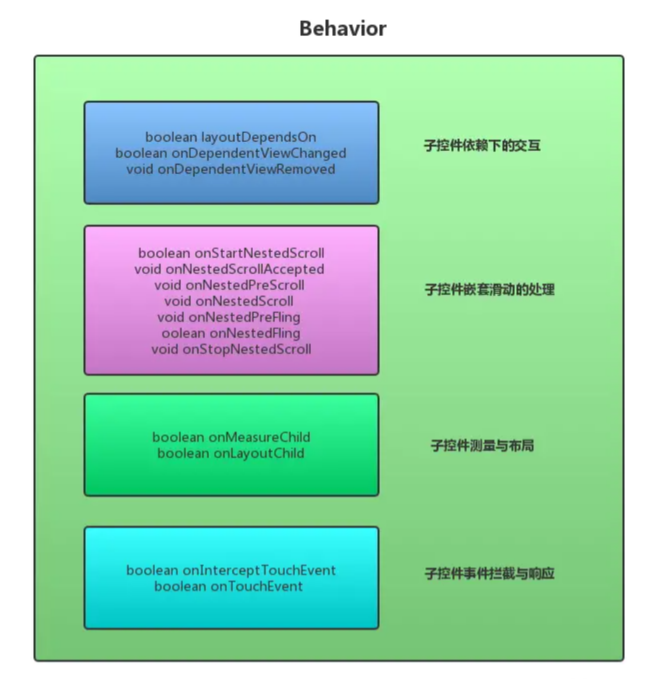 Behavior
boolean layoutDependsOn
boolean onDependentViewChanged
void onDependentViewRemoved
子控件依赖下的交互
boolean onStartNestedScroll
void onNestedScrollAccepted
void onNestedPreScroll
void onNestedScroll
void onNestedPreFling
oolean onNestedFling
void onStopNestedScroll
子控件嵌套滑动的处理
boolean onMeasureChild
boolean onLayoutChild
子控件测量与布局
boolean onInterceptTouchEvent
boolean onTouchEvent
子控件事件拦截与响应